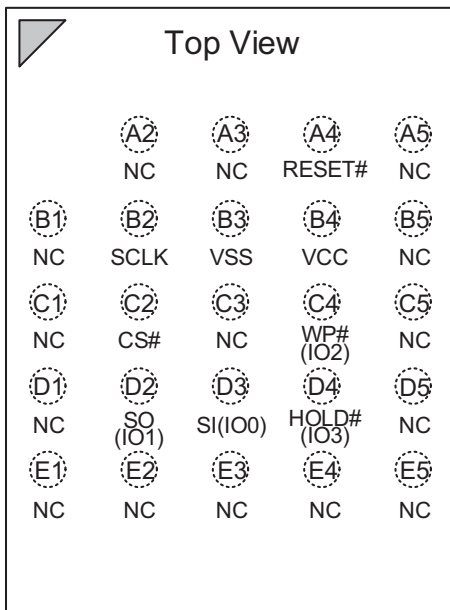 Top View
A2 A3 A4 A5
NC NC RESET# NC
B1 B2 B3 B4 B5
NC SCLK VSS VCC NC
C1 C2 C3 C4 C5
NC CS# NC WP# NC
(IO2)
D1 D2 D3 D4 D5
NC SO SI(IO0) HOLD# NC
(IO1) (IO3)
E1 E2 E3 E4 E5
NC NC NC NC NC